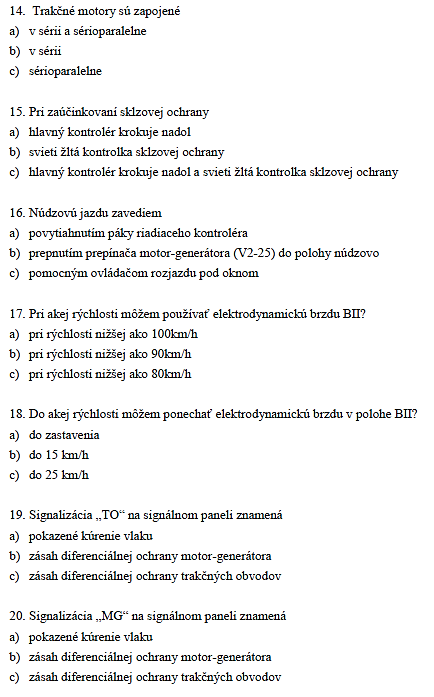 14. Trakčné motory sú zapojené
a) v sérii a sérioparalelne
b) v sérii
c) sérioparalelne
15. Pri zaúčinkovaní sklzovej ochrany
a) hlavný kontrolér krokuje nadol
b) svieti žltá kontrolka sklzovej ochrany
c) hlavný kontrolér krokuje nadol a svieti žltá kontrolka sklzovej ochrany
16. Núdzovú jazdu zavediem
a) povytiahnutím páky riadiaceho kontroléra
b) prepnutím prepínača motor-generátora (V2-25) do polohy núdzovo
c) pomocným ovládačom rozjazdu pod oknom
17. Pri akej rýchlosti môžem používať elektrodynamickú brzdu BII?
a) pri rýchlosti nižšej ako 100km/h
b) pri rýchlosti nižšej ako 90km/h
c) pri rýchlosti nižšej ako 80km/h
18. Do akej rýchlosti môžem ponechať elektrodynamickú brzdu v polohe BII?
a) do zastavenia
b) do 15 km/h
c) do 25 km/h
19. Signalizácia „TO“ na signálnom paneli znamená
a) pokazené kúrenie vlaku
b) zásah diferenciálnej ochrany motor-generátora
c) zásah diferenciálnej ochrany trakčných obvodov
20. Signalizácia „MG“ na signálnom paneli znamená
a) pokazené kúrenie vlaku
b) zásah diferenciálnej ochrany motor-generátora
c) zásah diferenciálnej ochrany trakčných obvodov